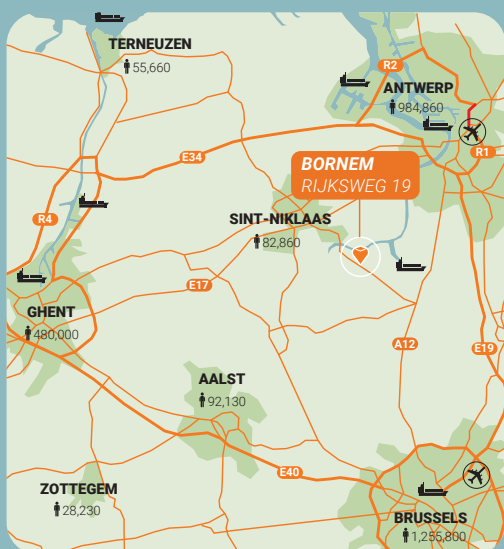 TERNEUZEN
55,660
R2
ANTWERP
984,860
R1
E34
BORNEM
RIJKSWEG 19
R4
SINT-NIKLAAS
82,860
E17
GHENT
480,000
A12
E19
AALST
92,130
E40
ZOTTEGEM
28,230
BRUSSELS
1,255,800